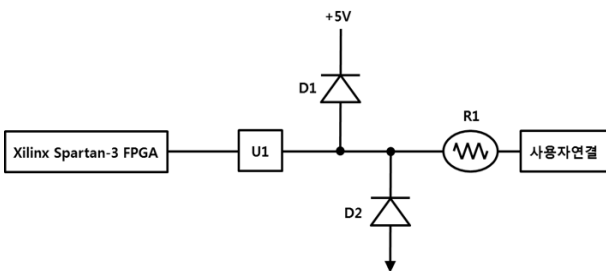 +5V
D1
R1
Xilinx Spartan-3 FPGA
U1
사용자연결
D2